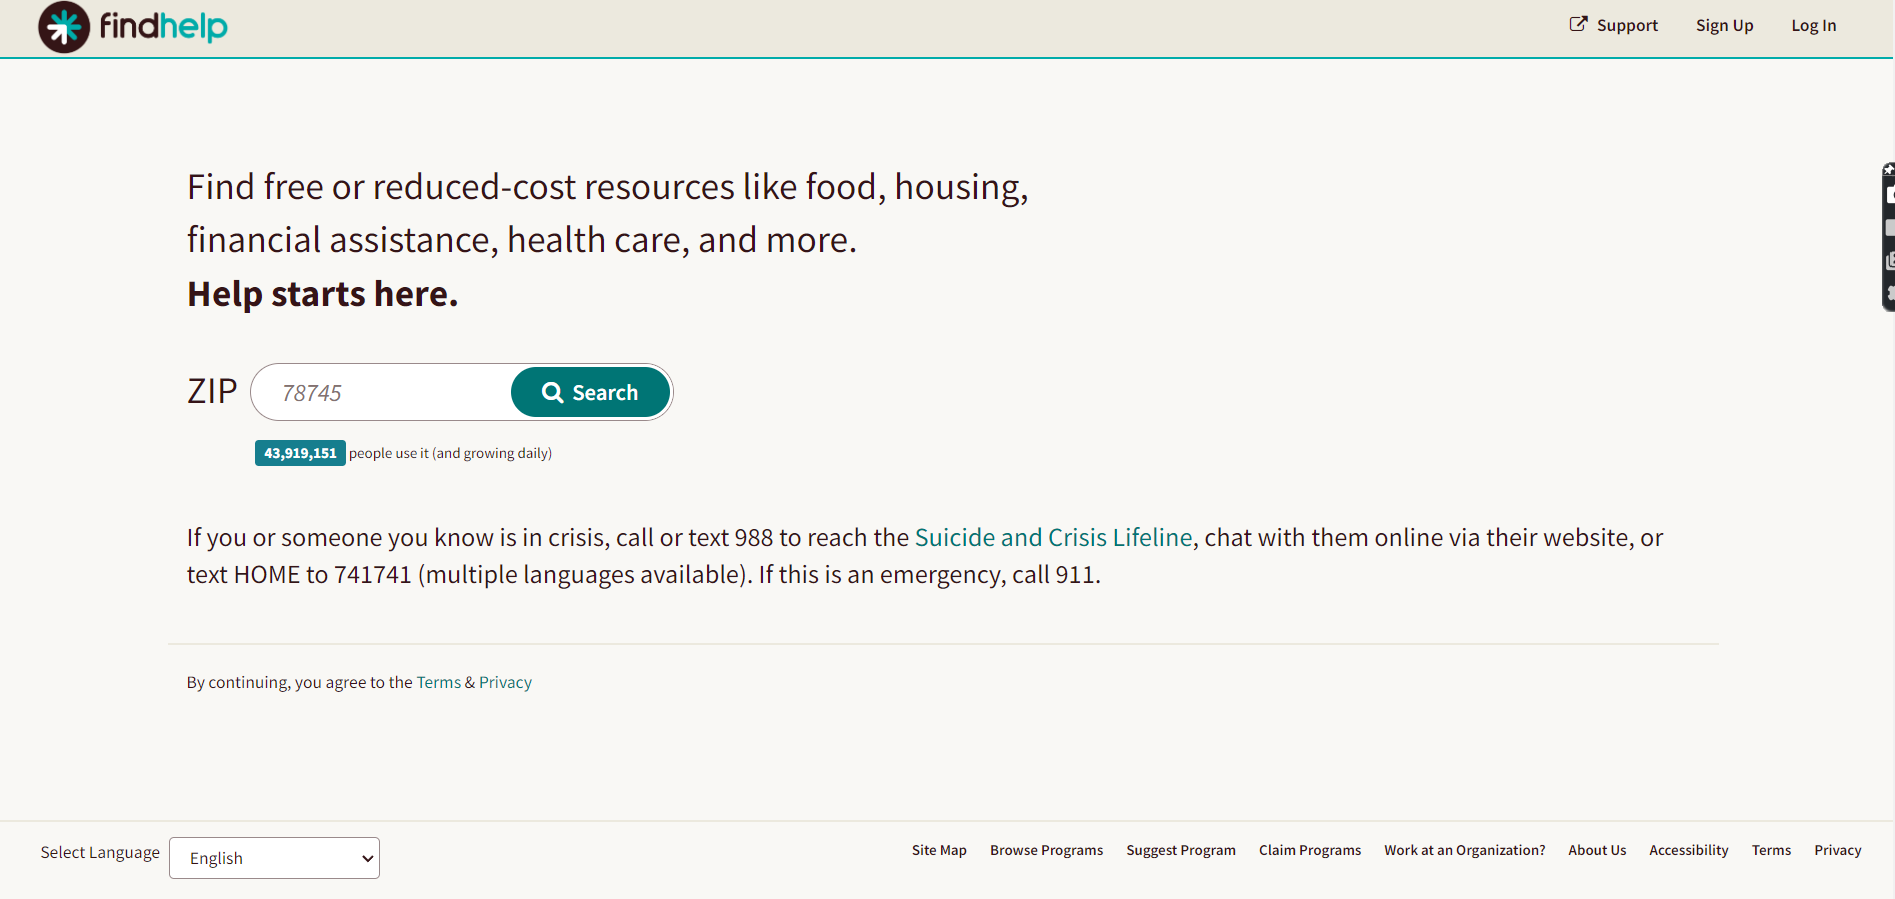 findhelp
Support Sign Up Log In
Find free or reduced-cost resources like food, housing,
financial assistance, health care, and more.
Help starts here.
ZIP 78745 Search
43,919,151 people use it (and growing daily)
If you or someone you know is in crisis, call or text 988 to reach the Suicide and Crisis Lifeline, chat with them online via their website, or
text HOME to 741741 (multiple languages available). If this is an emergency, call 911.
By continuing, you agree to the Terms & Privacy
Select Language English
Site Map Browse Programs Suggest Program Claim Programs Work at an Organization? About Us Accessibility Terms Privacy